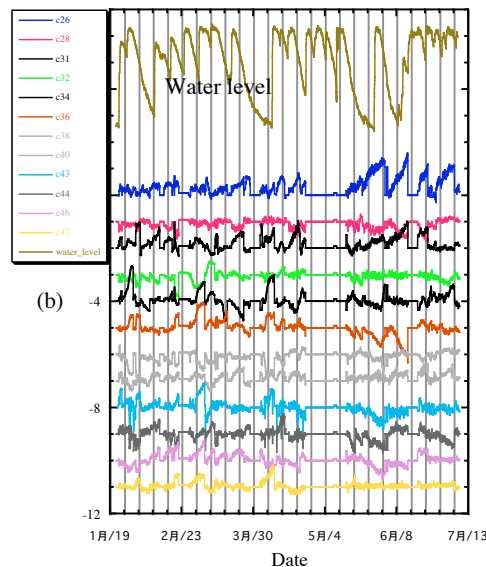 c26
c28
c31
c32
c34
c36
c38
c40
c43
c44
c46
c47
water_level
Water level
(b)
-4
-8
-12
1月/19 2月/23 3月/30 5月/4 6月/8 7月/13
Date